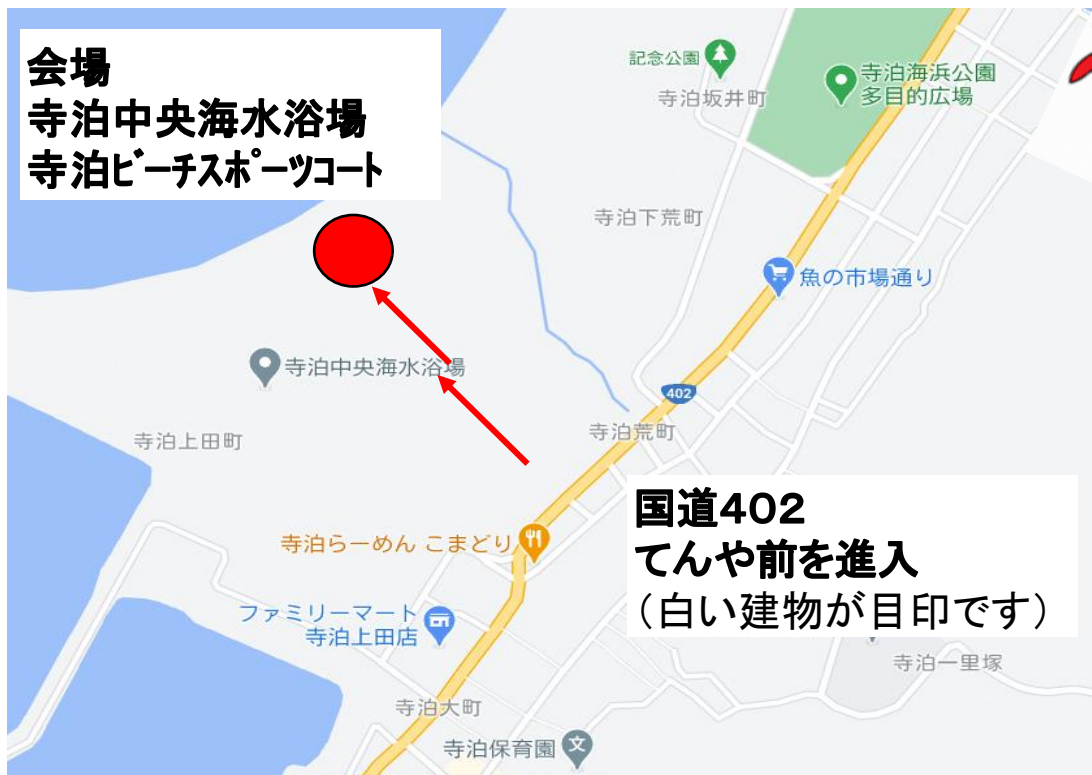 会場
寺泊中央海水浴場
寺泊ビーチスポーツコート
記念公園
寺泊坂井町
寺泊海浜公園
多目的広場
寺泊下荒町
魚の市場通り
寺泊中央海水浴場
402
寺泊荒町
寺泊上田町
国道402
てんや前を進入
（白い建物が目印です）
寺泊らーめん こまどり
ファミリーマート
寺泊上田店
寺泊一里塚
寺泊大町
寺泊保育園
文